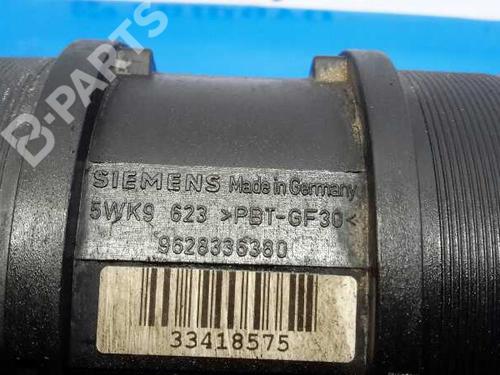 B-PARTS
SIEMENS Made in Germany
5WK9 623 >PBT-GF30<
9628336380
33418575